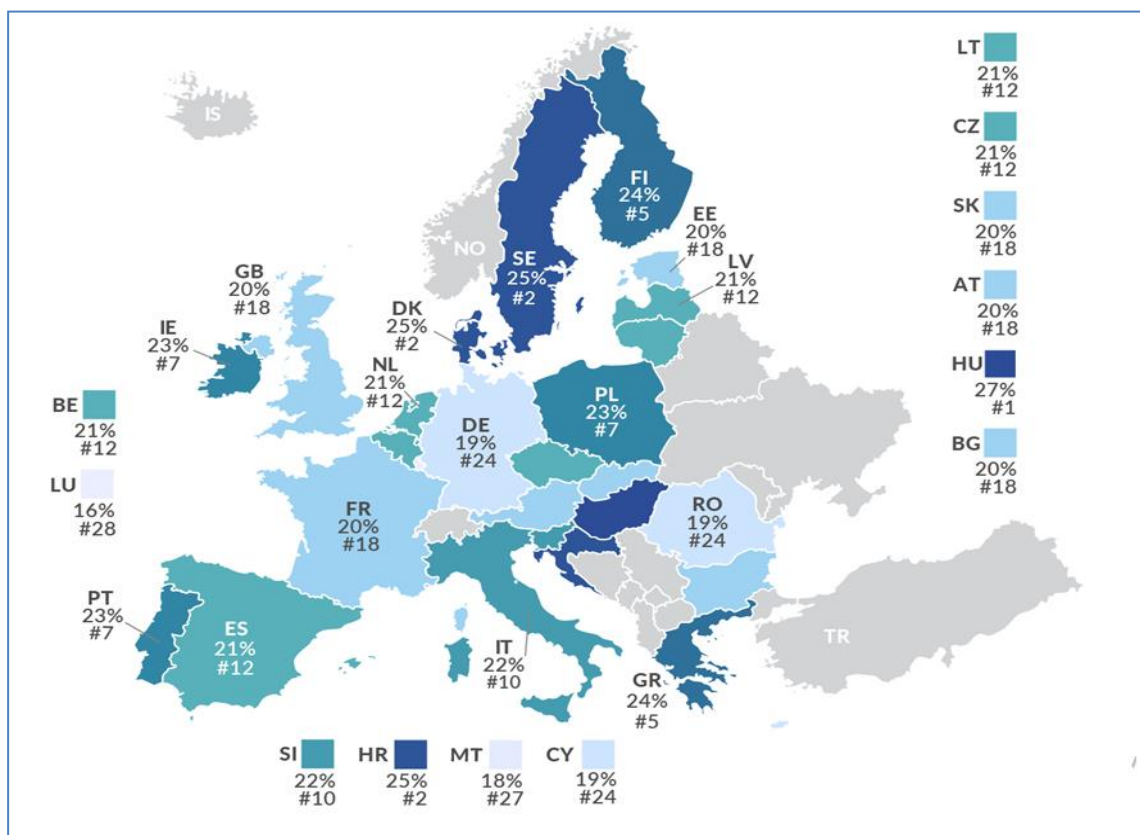 IS
NO
FI
24%
#5
SE
25%
#2
EE
20%
#18
LV
21%
#12
GB
20%
#18
DK
25%
#2
IE
23%
#7
NL
21%
#12
PL
23%
#7
DE
19%
#24
BE
21%
#12
LU
16%
#28
FR
20%
#18
RO
19%
#24
PT
23%
#7
ES
21%
#12
IT
22%
#10
GR
24%
#5
TR
LT
21%
#12
CZ
21%
#12
SK
20%
#18
AT
20%
#18
HU
27%
#1
BG
20%
#18
SI
22%
#10
HR
25%
#2
MT
18%
#27
CY
19%
#24